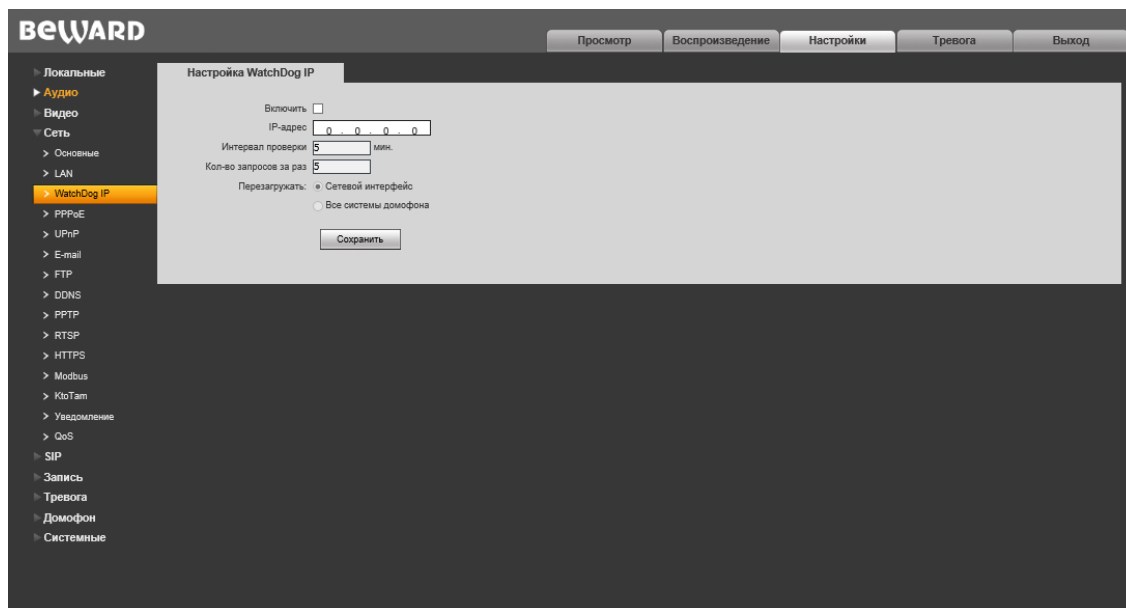 BEWARD
Просмотр Воспроизведение Настройки Тревога Выход
Локальные
Аудио
Видео
Сеть
Основные
LAN
WatchDog IP
PPPoE
UPnP
E-mail
FTP
DDNS
PPTP
RTSP
HTTPS
Modbus
KtoTam
Уведомление
QoS
SIP
Запись
Тревога
Домофон
Системные
Настройка WatchDog IP
Включить
IP-адрес 0 . 0 . 0 . 0
Интервал проверки 5 мин.
Кол-во запросов за раз 5
Перезагружать: Сетевой интерфейс
Все системы домофона
Сохранить